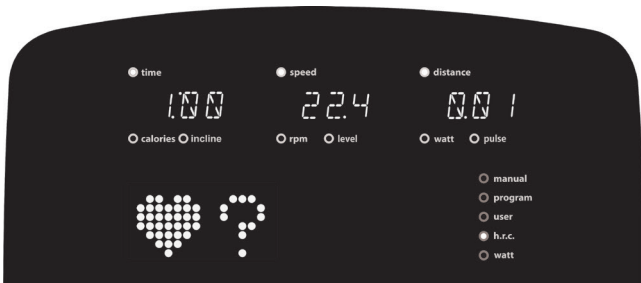 time speed distance
1:00 22.4 0.01
calories incline rpm level watt pulse
manual
program
user
h.r.c.
watt
?